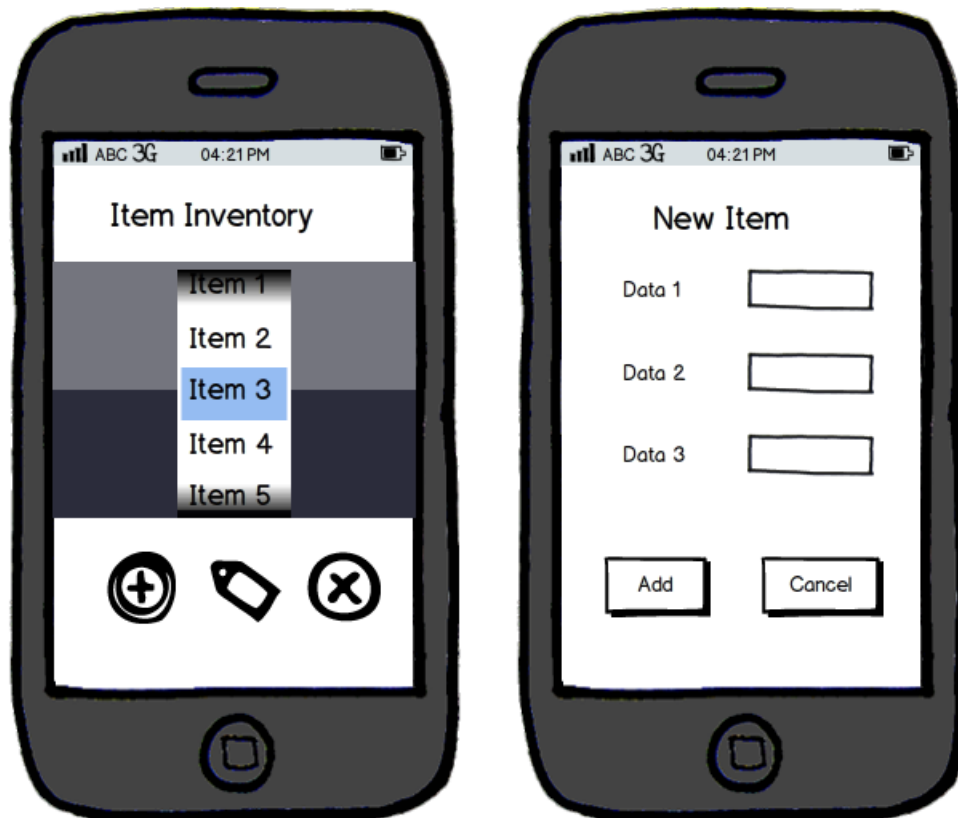 ABC 3G 04:21 PM
Item Inventory
Item 1
Item 2
Item 3
Item 4
Item 5
ABC 3G 04:21 PM
New Item
Data 1
Data 2
Data 3
Add Cancel